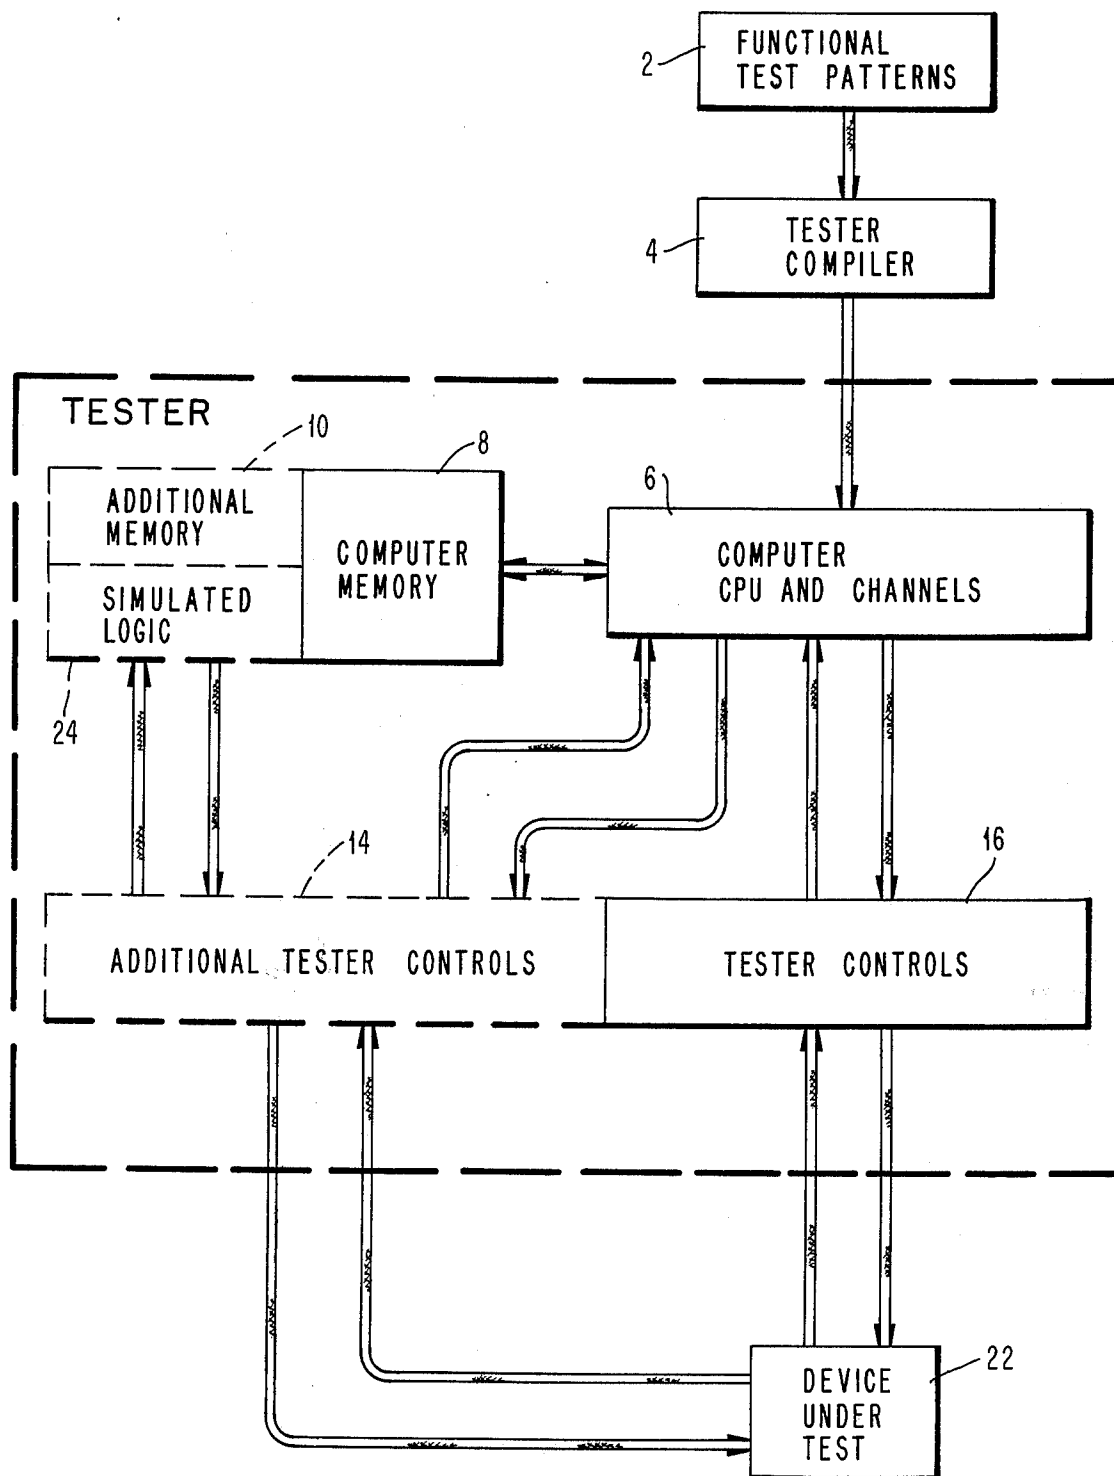 FUNCTIONAL
TEST PATTERNS
2
TESTER
COMPILER
4
TESTER
10
8
6
ADDITIONAL
MEMORY
COMPUTER
MEMORY
COMPUTER
CPU AND CHANNELS
SIMULATED
LOGIC
24
14
16
ADDITIONAL TESTER CONTROLS
TESTER CONTROLS
22
DEVICE
UNDER
TEST